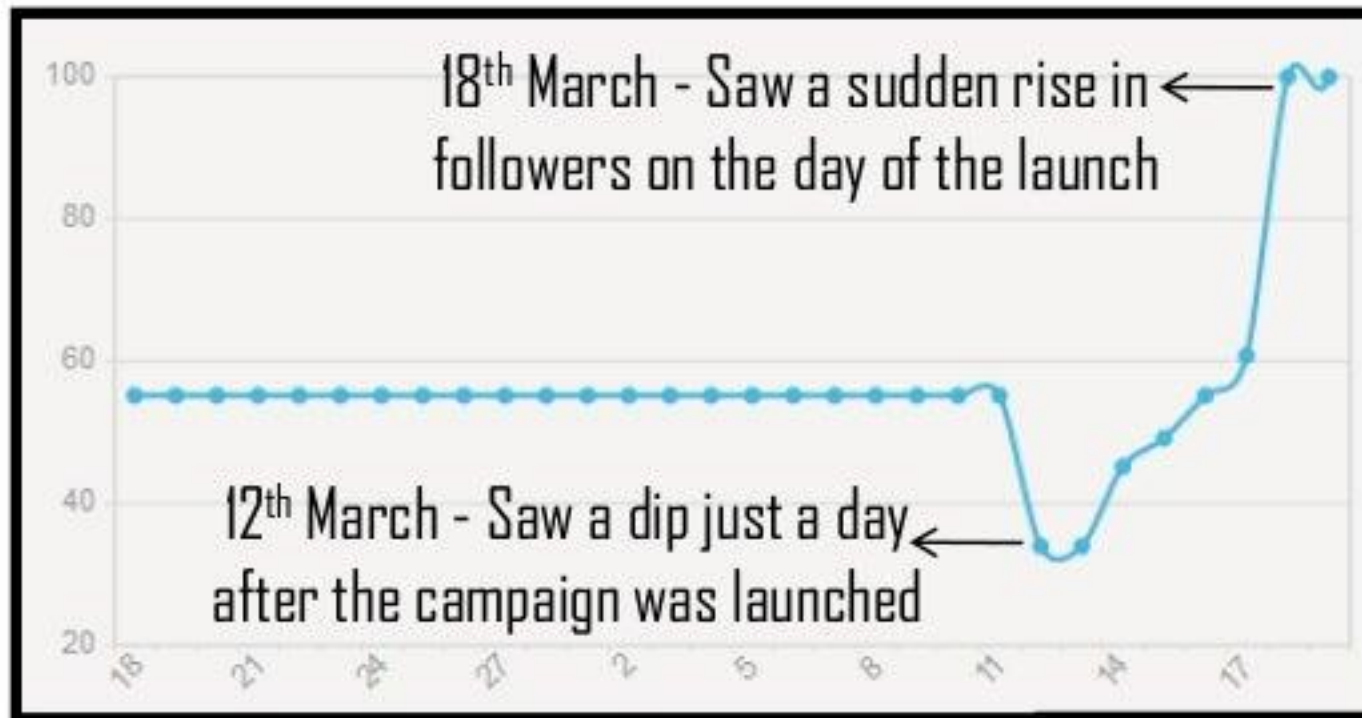 100
18th March - Saw a sudden rise in
followers on the day of the launch
80
60
40
12th March - Saw a dip just a day
after the campaign was launched
20
18 21 24 27 2 5 8 11 14 17